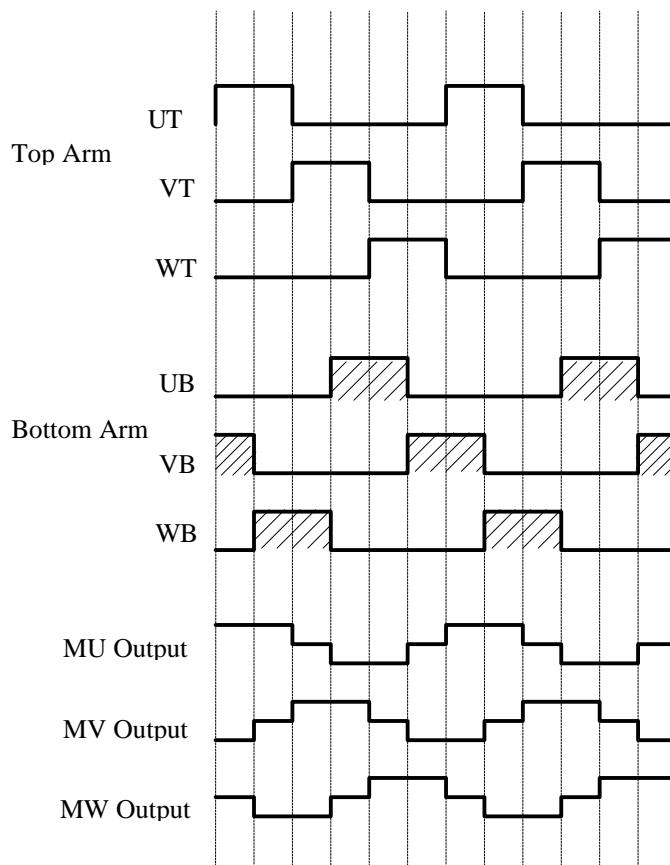 UT
Top Arm
VT
WT
UB
Bottom Arm
VB
WB
MU Output
MV Output
MW Output